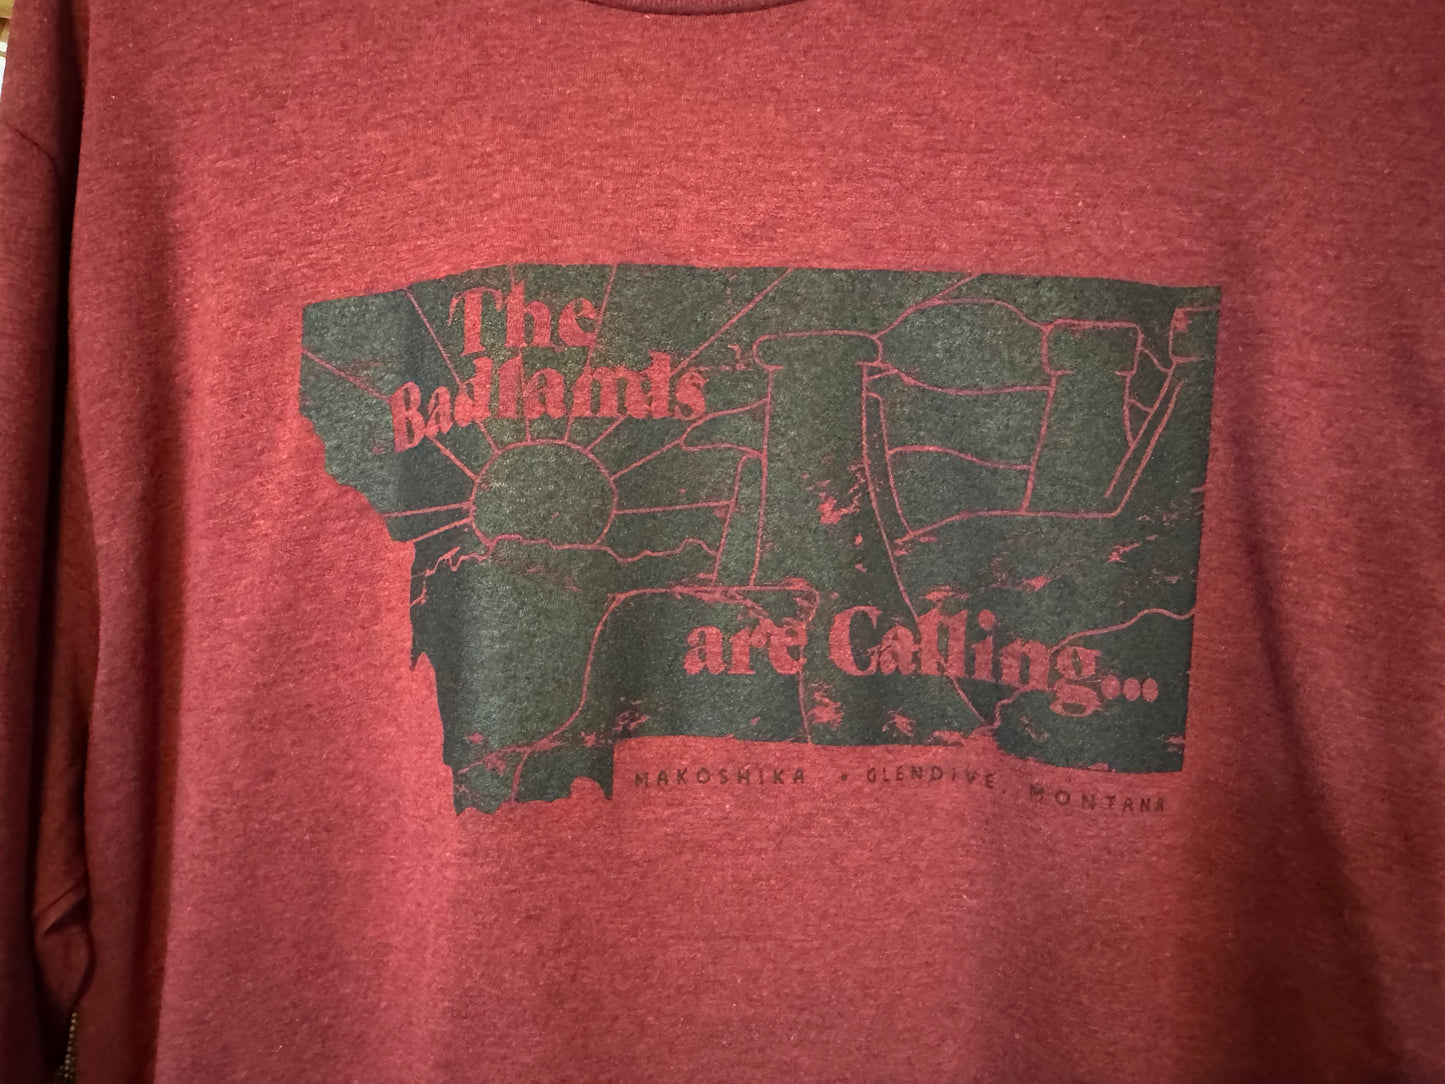 The
Badlands
are Calling...
MAKOSHIKA • GLENDIVE, MONTANA